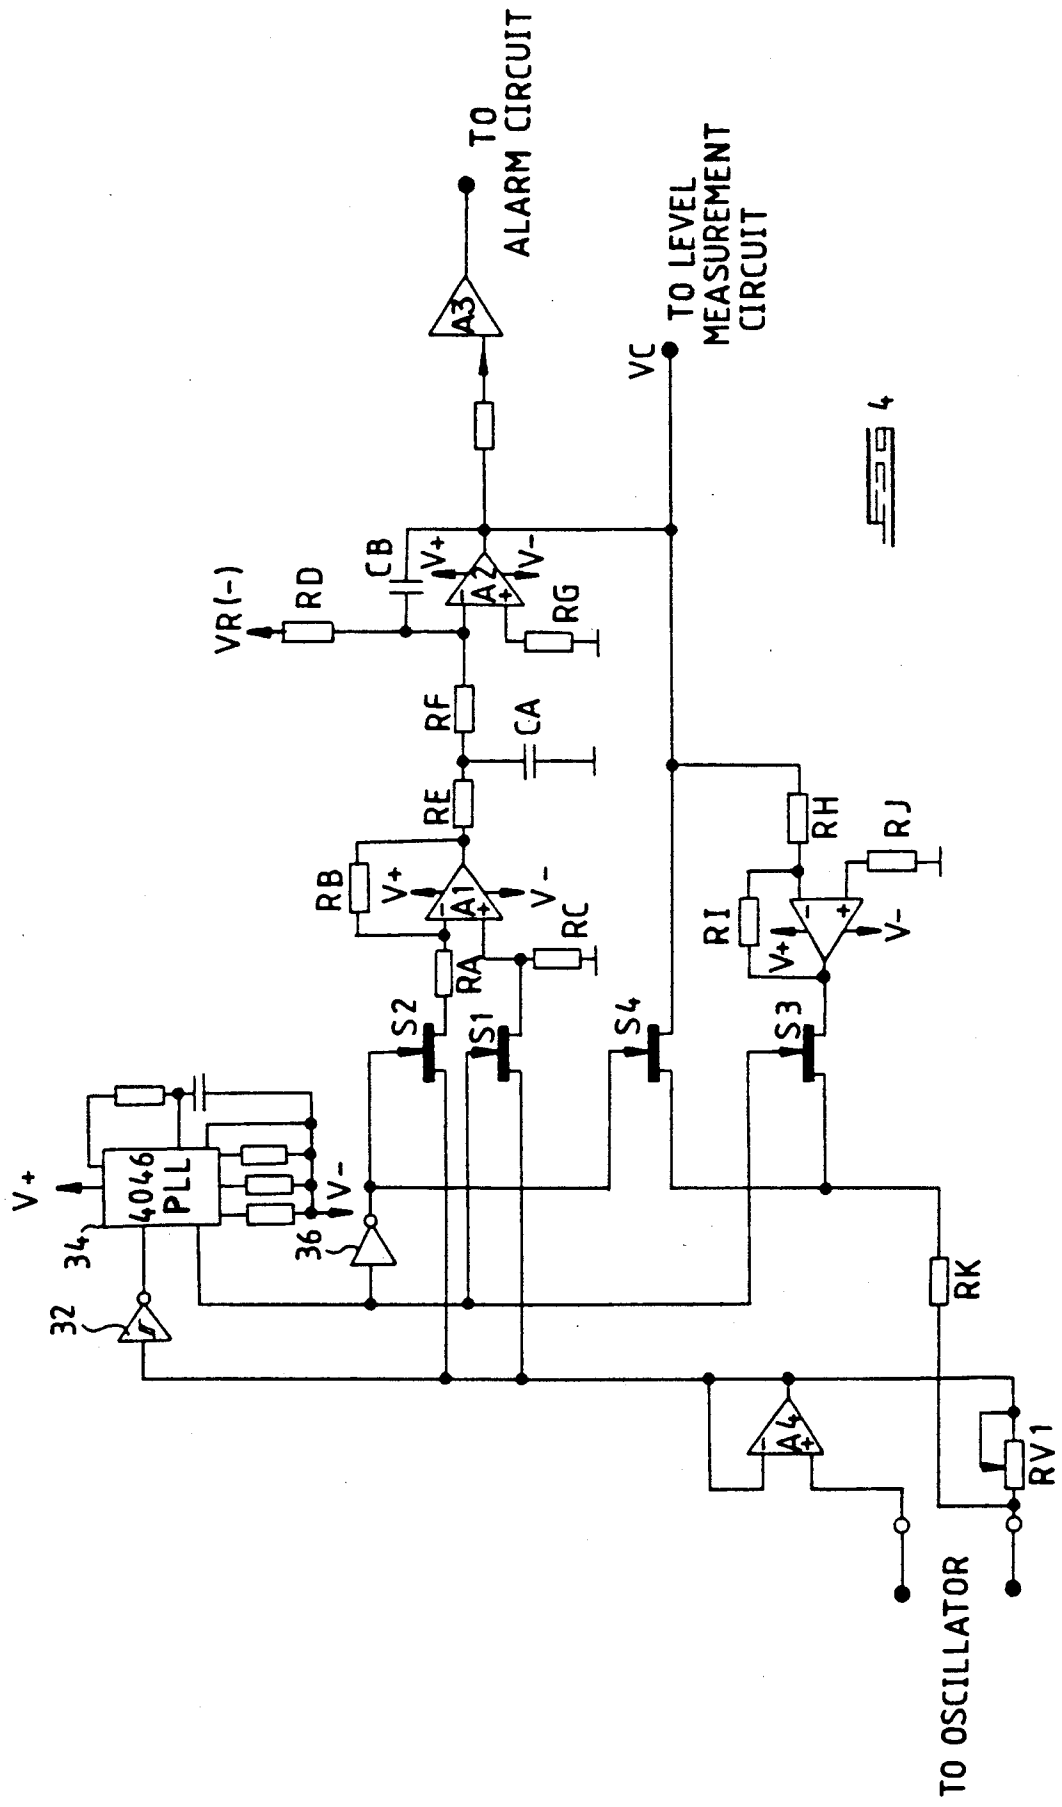 V+
34
4046
PLL
32
36
V-
S2
S1
RA
RB
V+
-
A1
+
V-
RC
RE
RF
CA
VR(-)
RD
CB
V+
-
A2
+
V-
RG
A3
TO
ALARM CIRCUIT
S4
S3
RI
V+
-
+
V-
RH
RJ
VC
TO LEVEL
MEASUREMENT
CIRCUIT
-
A4
+
RK
RV1
TO OSCILLATOR
4